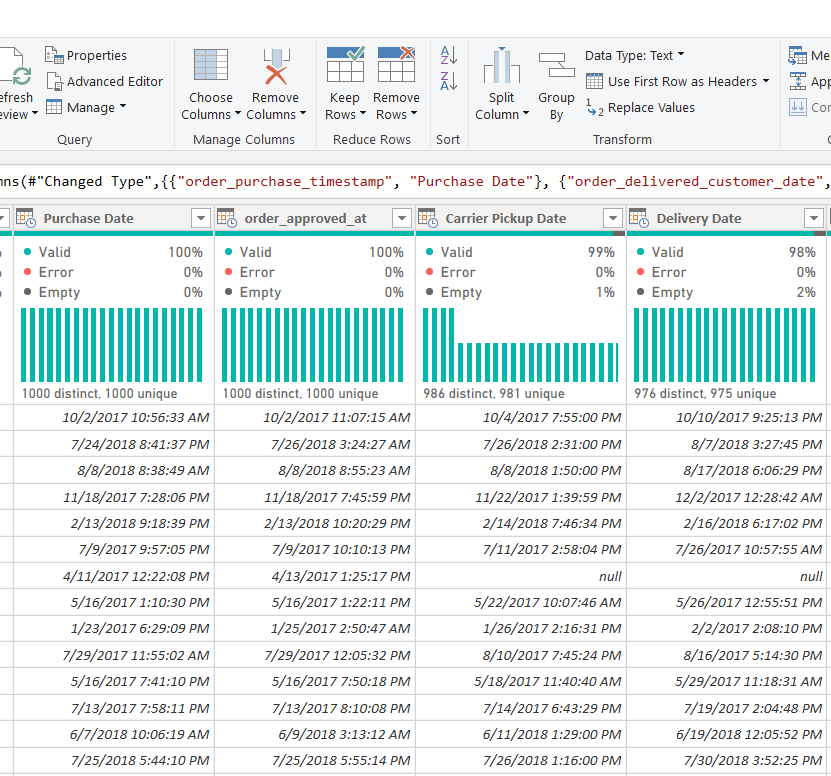 Properties
Advanced Editor
Manage
efresh
eview
Query
Choose
Columns
Remove
Columns
Manage Columns
Keep
Rows
Remove
Rows
Reduce Rows
A
Z
Z
A
Sort
Split
Column
Group
By
Data Type: Text
Use First Row as Headers
1
2
Replace Values
Transform
Me
App
Co
mns(#"Changed Type",{{"order_purchase_timestamp", "Purchase Date"}, {"order_delivered_customer_date",
Purchase Date order_approved_at Carrier Pickup Date Delivery Date
Valid 100% Valid 100% Valid 99% Valid 98%
Error 0% Error 0% Error 0% Error 0%
Empty 0% Empty 0% Empty 1% Empty 2%
1000 distinct, 1000 unique 1000 distinct, 1000 unique 986 distinct, 981 unique 976 distinct, 975 unique
10/2/2017 10:56:33 AM 10/2/2017 11:07:15 AM 10/4/2017 7:55:00 PM 10/10/2017 9:25:13 PM
7/24/2018 8:41:37 PM 7/26/2018 3:24:27 AM 7/26/2018 2:31:00 PM 8/7/2018 3:27:45 PM
8/8/2018 8:38:49 AM 8/8/2018 8:55:23 AM 8/8/2018 1:50:00 PM 8/17/2018 6:06:29 PM
11/18/2017 7:28:06 PM 11/18/2017 7:45:59 PM 11/22/2017 1:39:59 PM 12/2/2017 12:28:42 AM
2/13/2018 9:18:39 PM 2/13/2018 10:20:29 PM 2/14/2018 7:46:34 PM 2/16/2018 6:17:02 PM
7/9/2017 9:57:05 PM 7/9/2017 10:10:13 PM 7/11/2017 2:58:04 PM 7/26/2017 10:57:55 AM
4/11/2017 12:22:08 PM 4/13/2017 1:25:17 PM null null
5/16/2017 1:10:30 PM 5/16/2017 1:22:11 PM 5/22/2017 10:07:46 AM 5/26/2017 12:55:51 PM
1/23/2017 6:29:09 PM 1/25/2017 2:50:47 AM 1/26/2017 2:16:31 PM 2/2/2017 2:08:10 PM
7/29/2017 11:55:02 AM 7/29/2017 12:05:32 PM 8/10/2017 7:45:24 PM 8/16/2017 5:14:30 PM
5/16/2017 7:41:10 PM 5/16/2017 7:50:18 PM 5/18/2017 11:40:40 AM 5/29/2017 11:18:31 AM
7/13/2017 7:58:11 PM 7/13/2017 8:10:08 PM 7/14/2017 6:43:29 PM 7/19/2017 2:04:48 PM
6/7/2018 10:06:19 AM 6/9/2018 3:13:12 AM 6/11/2018 1:29:00 PM 6/19/2018 12:05:52 PM
7/25/2018 5:44:10 PM 7/25/2018 5:55:14 PM 7/26/2018 1:16:00 PM 7/30/2018 3:52:25 PM